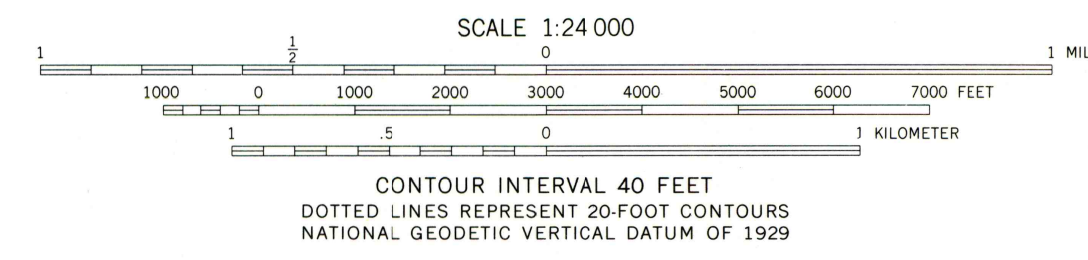 SCALE 1:24 000
1 1/2 0 1 MIL
1000 0 1000 2000 3000 4000 5000 6000 7000 FEET
1 .5 0 1 KILOMETER
CONTOUR INTERVAL 40 FEET
DOTTED LINES REPRESENT 20-FOOT CONTOURS
NATIONAL GEODETIC VERTICAL DATUM OF 1929